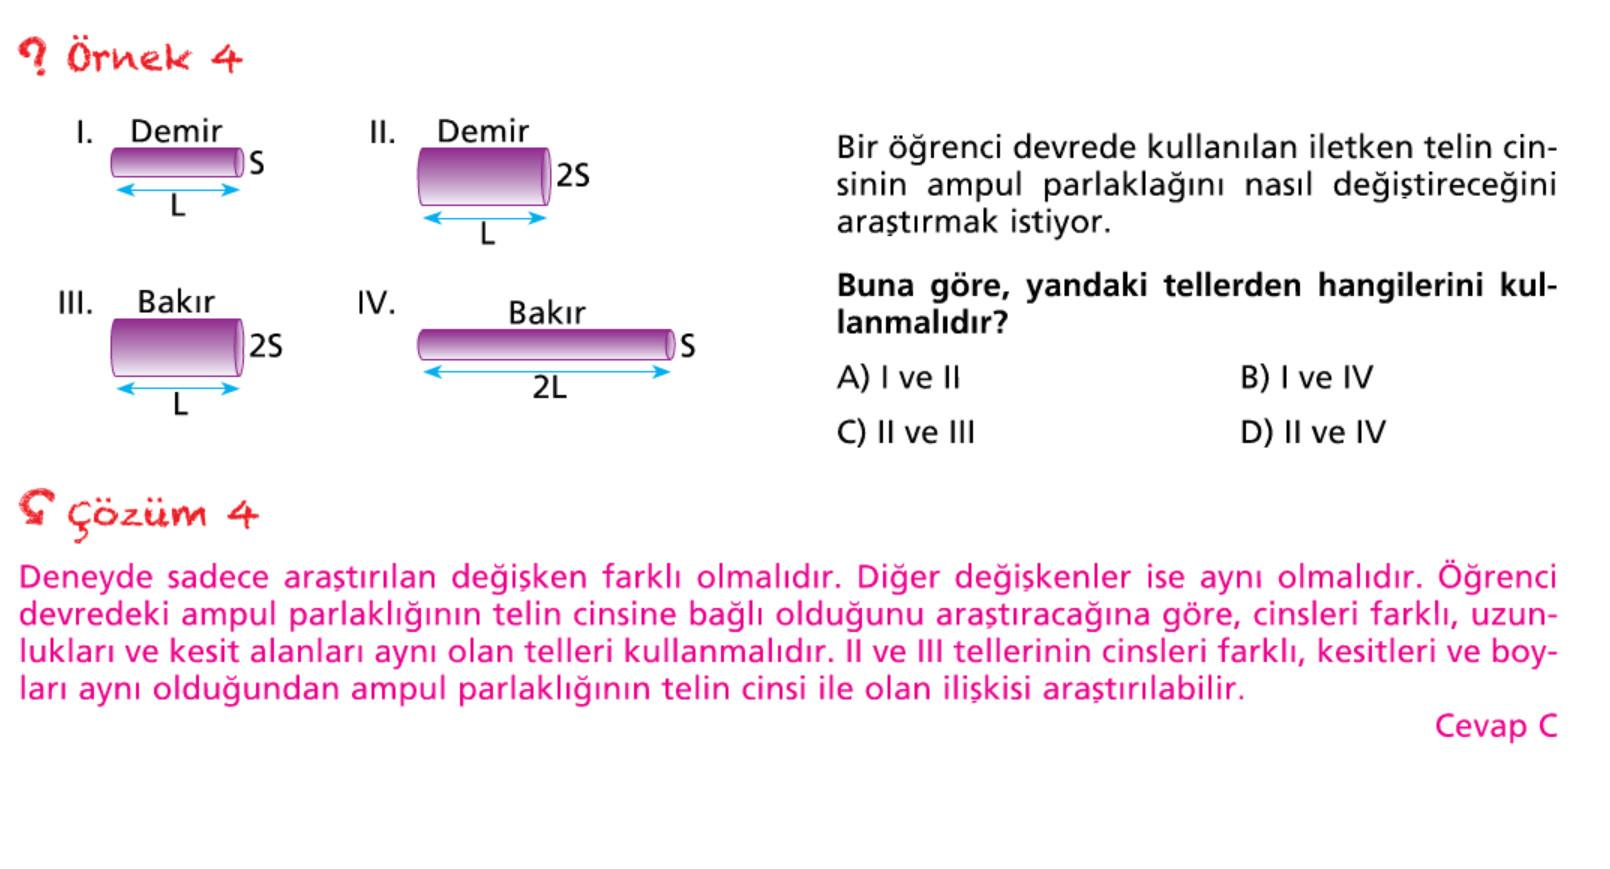 ? Örnek 4
I. Demir
S
L
II. Demir
2S
L
III. Bakır
2S
L
IV. Bakır
S
2L
Bir öğrenci devrede kullanılan iletken telin cin-
sinin ampul parlaklağını nasıl değiştireceğini
araştırmak istiyor.
Buna göre, yandaki tellerden hangilerini kul-
lanmalıdır?
A) I ve II
B) I ve IV
C) II ve III
D) II ve IV
Çözüm 4
Deneyde sadece araştırılan değişken farklı olmalıdır. Diğer değişkenler ise aynı olmalıdır. Öğrenci
devredeki ampul parlaklığının telin cinsine bağlı olduğunu araştıracağına göre, cinsleri farklı, uzun-
lukları ve kesit alanları aynı olan telleri kullanmalıdır. II ve III tellerinin cinsleri farklı, kesitleri ve boy-
ları aynı olduğundan ampul parlaklığının telin cinsi ile olan ilişkisi araştırılabilir.
Cevap C